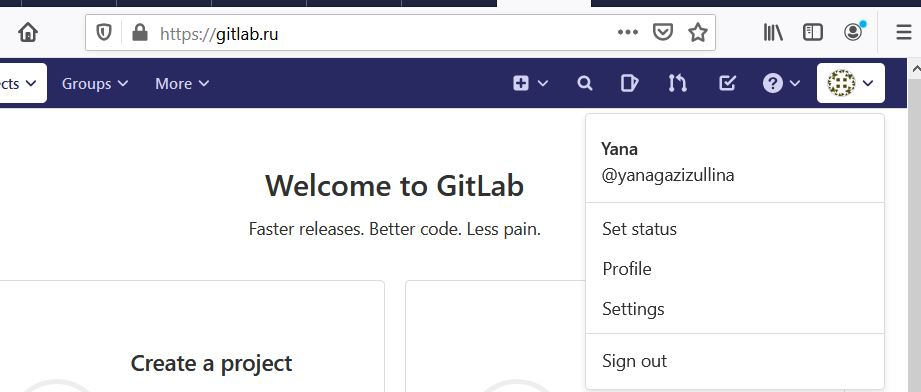 https://gitlab.ru
ects Groups More
Yana
@yanagazizullina
Welcome to GitLab
Faster releases. Better code. Less pain.
Set status
Profile
Settings
Create a project
Sign out